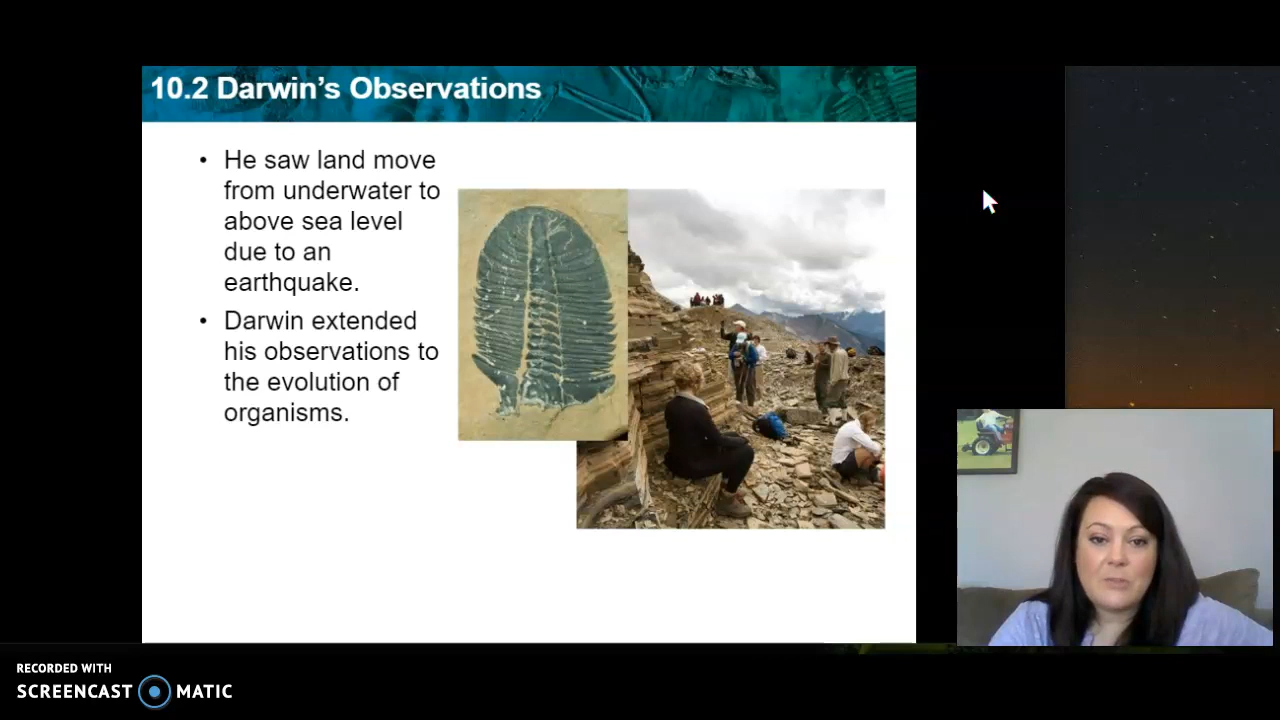 10.2 Darwin's Observations
• He saw land move
from underwater to
above sea level
due to an
earthquake.
• Darwin extended
his observations to
the evolution of
organisms.
RECORDED WITH
SCREENCAST MATIC